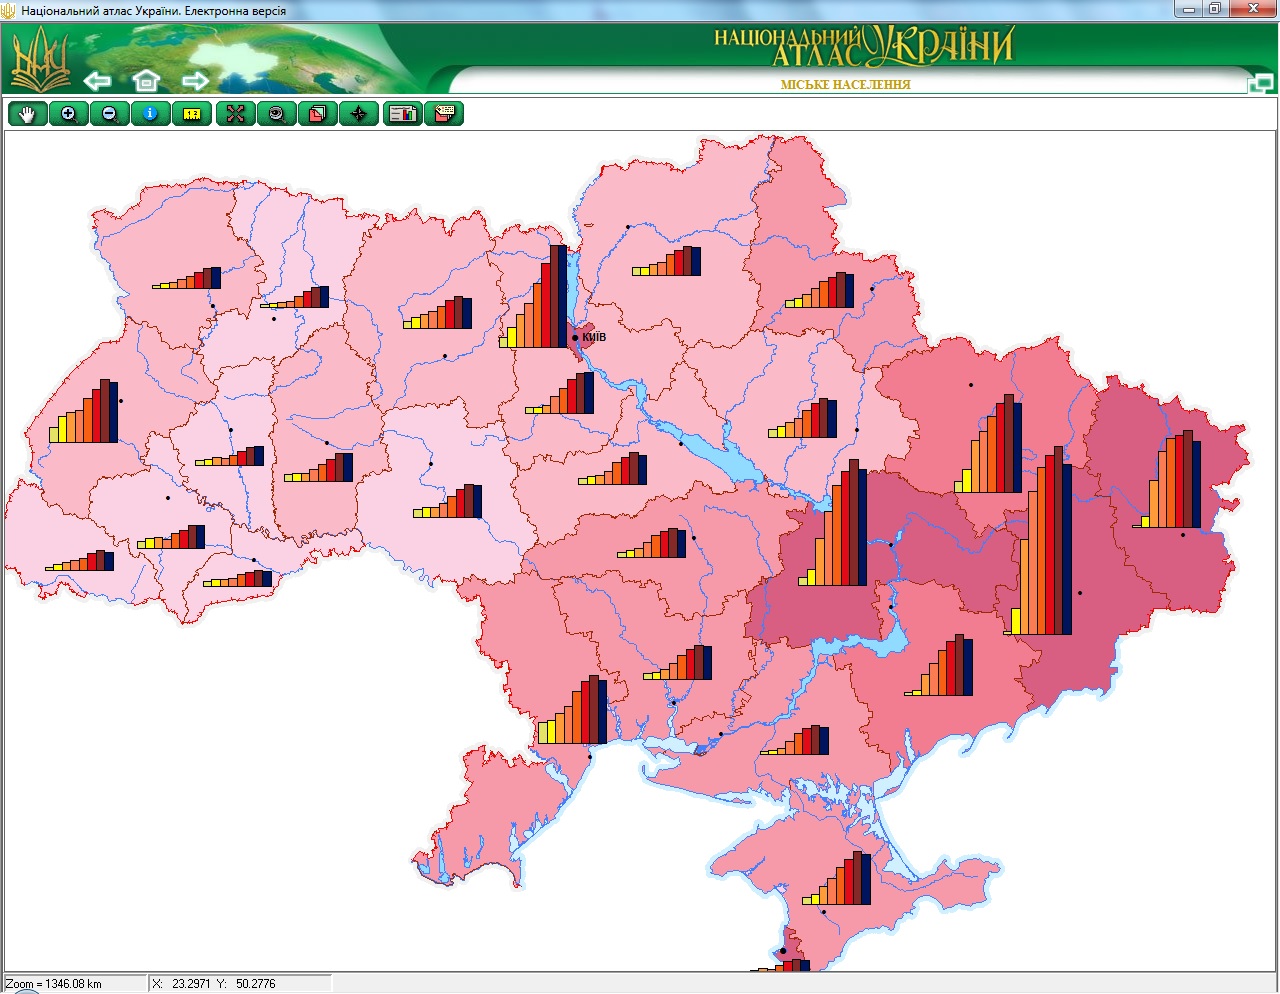 Національний атлас України. Електронна версія
НАЦІОНАЛЬНИЙ
АТЛАС УКРАЇНИ
МІСЬКЕ НАСЕЛЕННЯ
КИЇВ
Zoom = 1346.08 km
X: 23.2971 Y: 50.2776